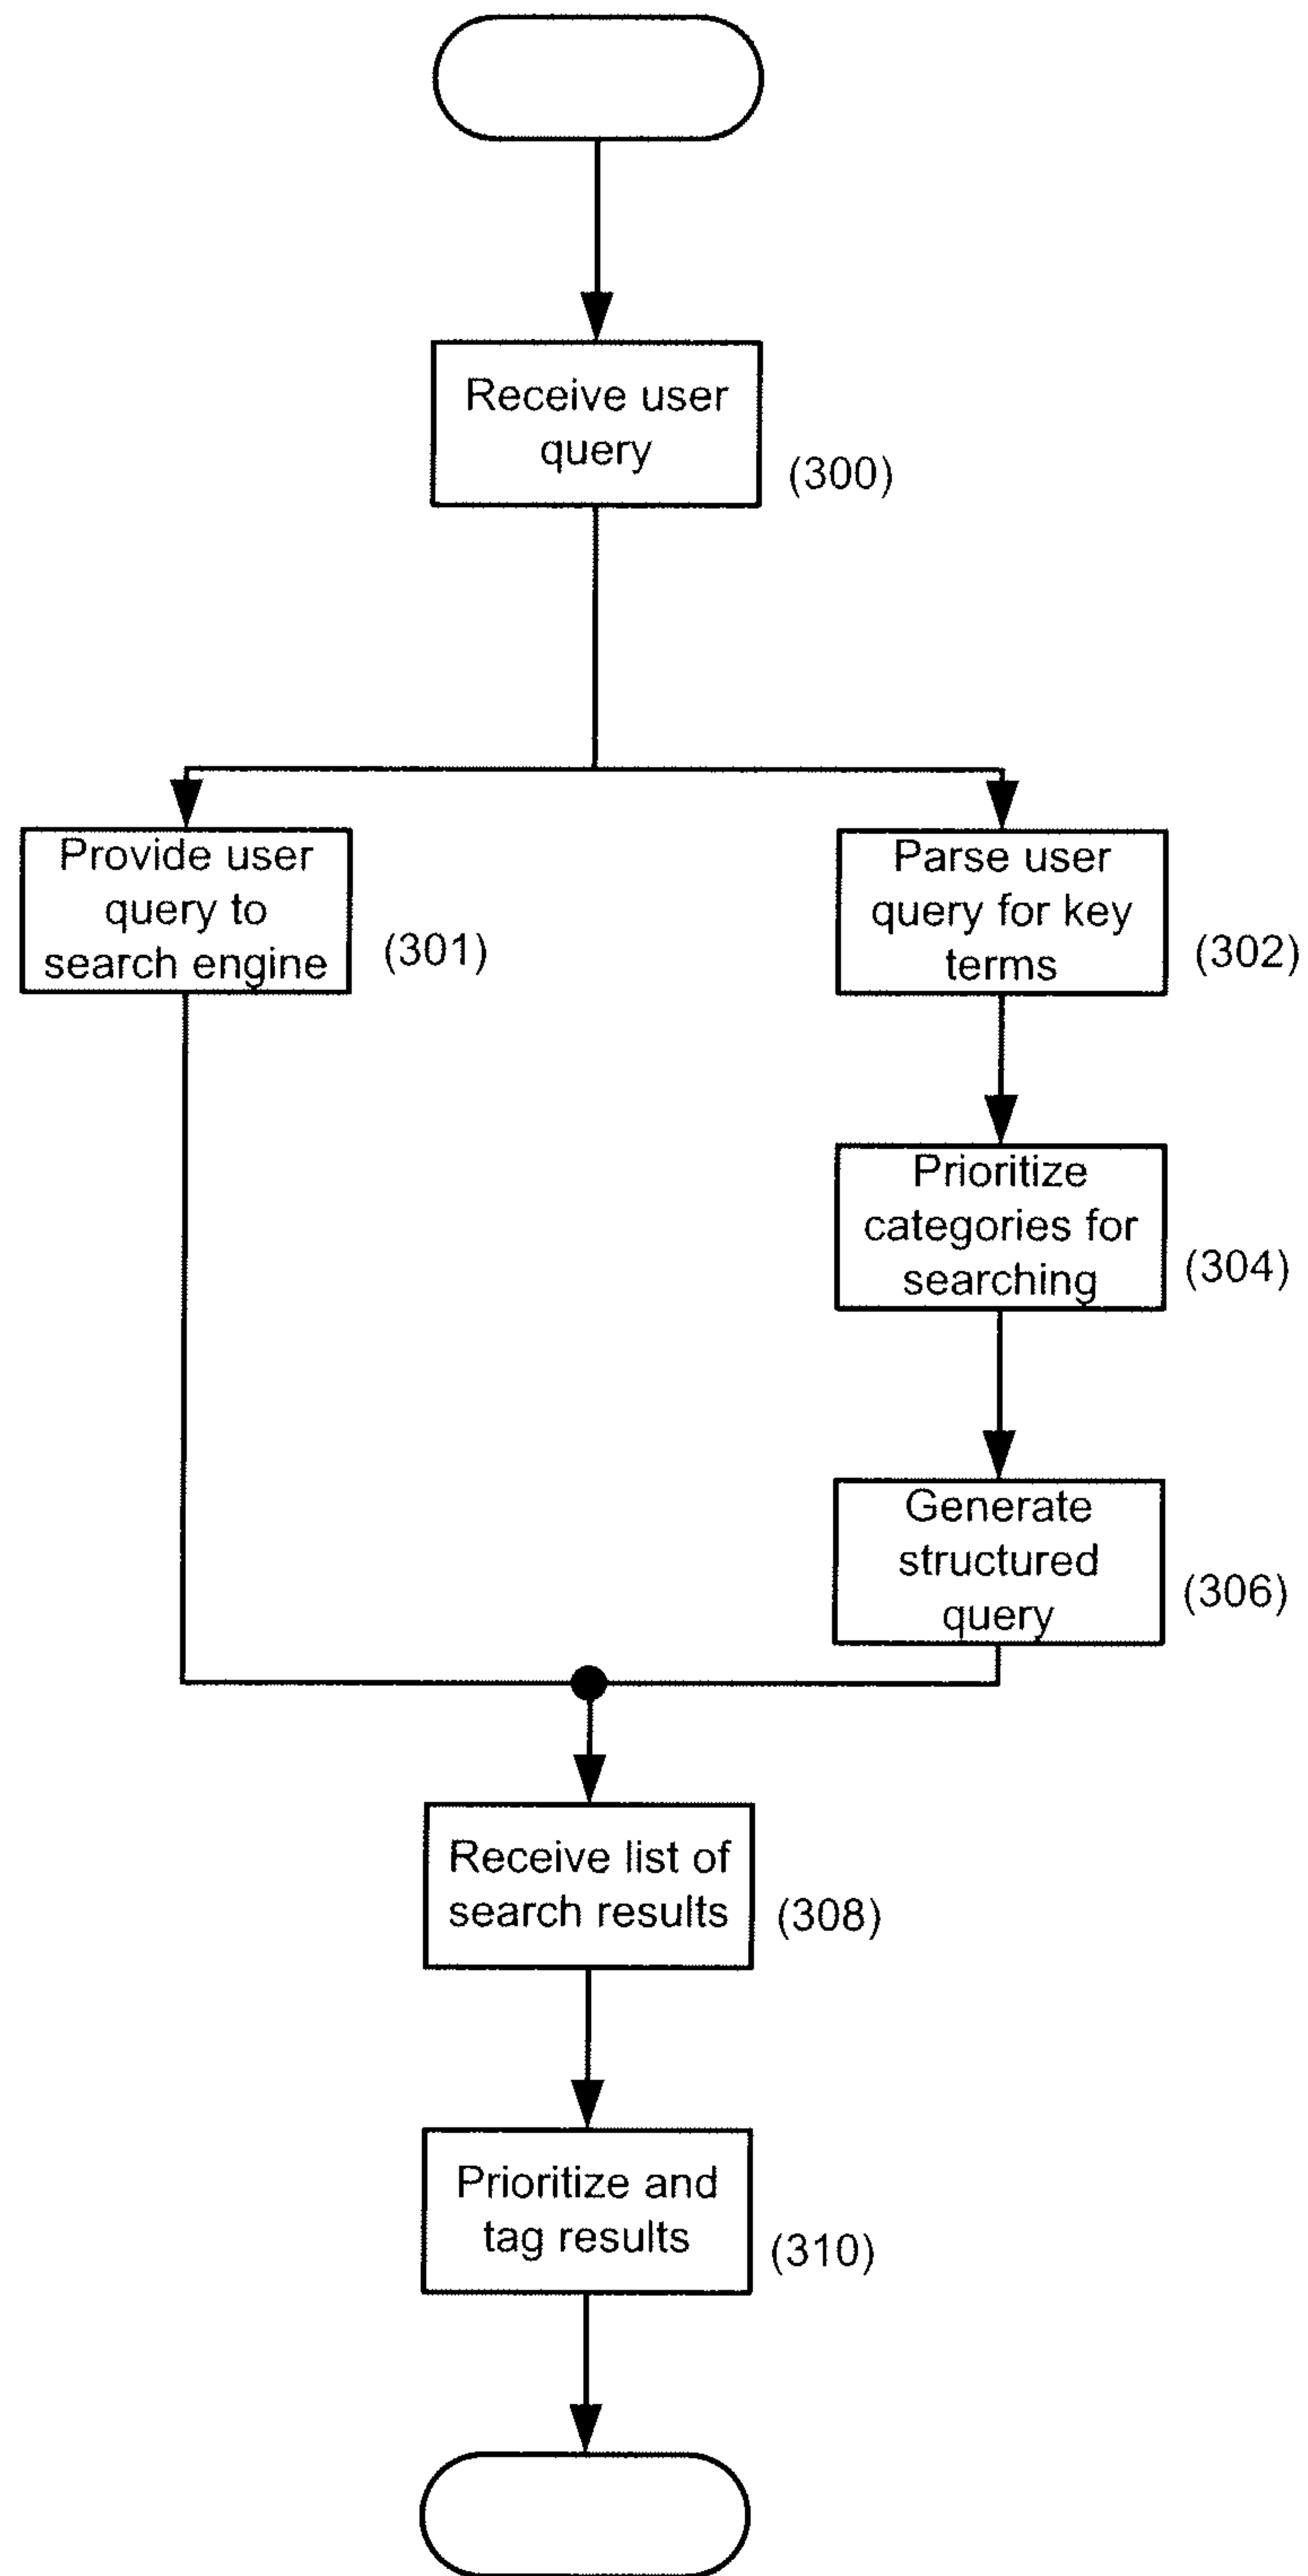 Receive user
query
(300)
Provide user
query to
search engine
(301)
Parse user
query for key
terms
(302)
Prioritize
categories for
searching
(304)
Generate
structured
query
(306)
Receive list of
search results
(308)
Prioritize and
tag results
(310)